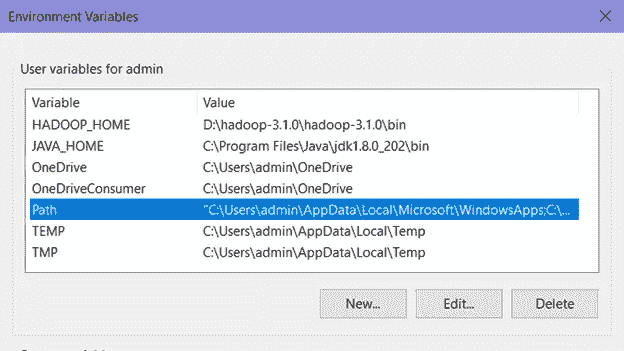 Environment Variables
User variables for admin
Variable Value
HADOOP_HOME D:\hadoop-3.1.0\hadoop-3.1.0\bin
JAVA_HOME C:\Program Files\Java\jdk1.8.0_202\bin
OneDrive C:\Users\admin\OneDrive
OneDriveConsumer C:\Users\admin\OneDrive
Path "C:\Users\admin\AppData\Local\Microsoft\WindowsApps;C:\...
TEMP C:\Users\admin\AppData\Local\Temp
TMP C:\Users\admin\AppData\Local\Temp
New... Edit... Delete